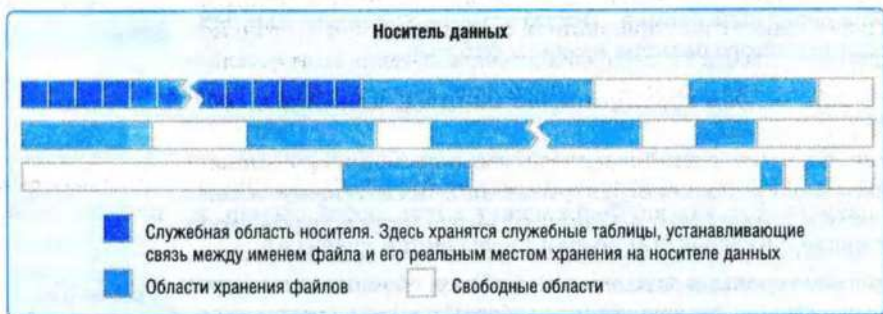 Носитель данных
Служебная область носителя. Здесь хранятся служебные таблицы, устанавливающие
связь между именем файла и его реальным местом хранения на носителе данных
Области хранения файлов
Свободные области